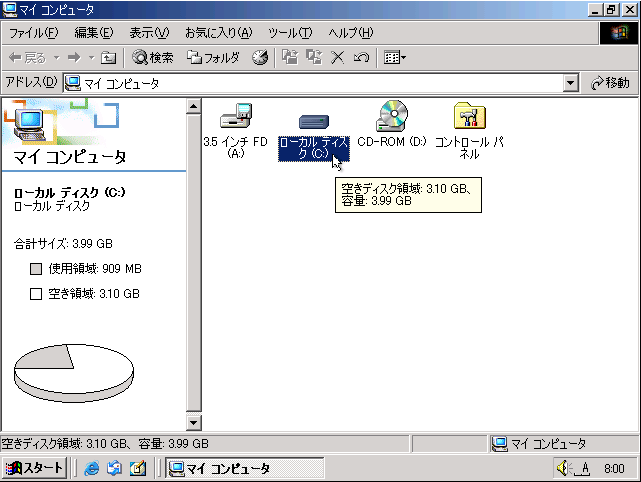 マイ コンピュータ
ファイル(F) 編集(E) 表示(V) お気に入り(A) ツール(T) ヘルプ(H)
戻る 検索 フォルダ
アドレス(D) マイ コンピュータ 移動
マイ コンピュータ
ローカル ディスク (C:)
ローカル ディスク
合計サイズ: 3.99 GB
使用領域: 909 MB
空き領域: 3.10 GB
3.5 インチ FD
(A:)
ローカル ディス
ク (C:)
CD-ROM (D:)
コントロール パ
ネル
空きディスク領域: 3.10 GB、
容量: 3.99 GB
空きディスク領域: 3.10 GB、容量: 3.99 GB マイ コンピュータ
スタート マイ コンピュータ A 8:00